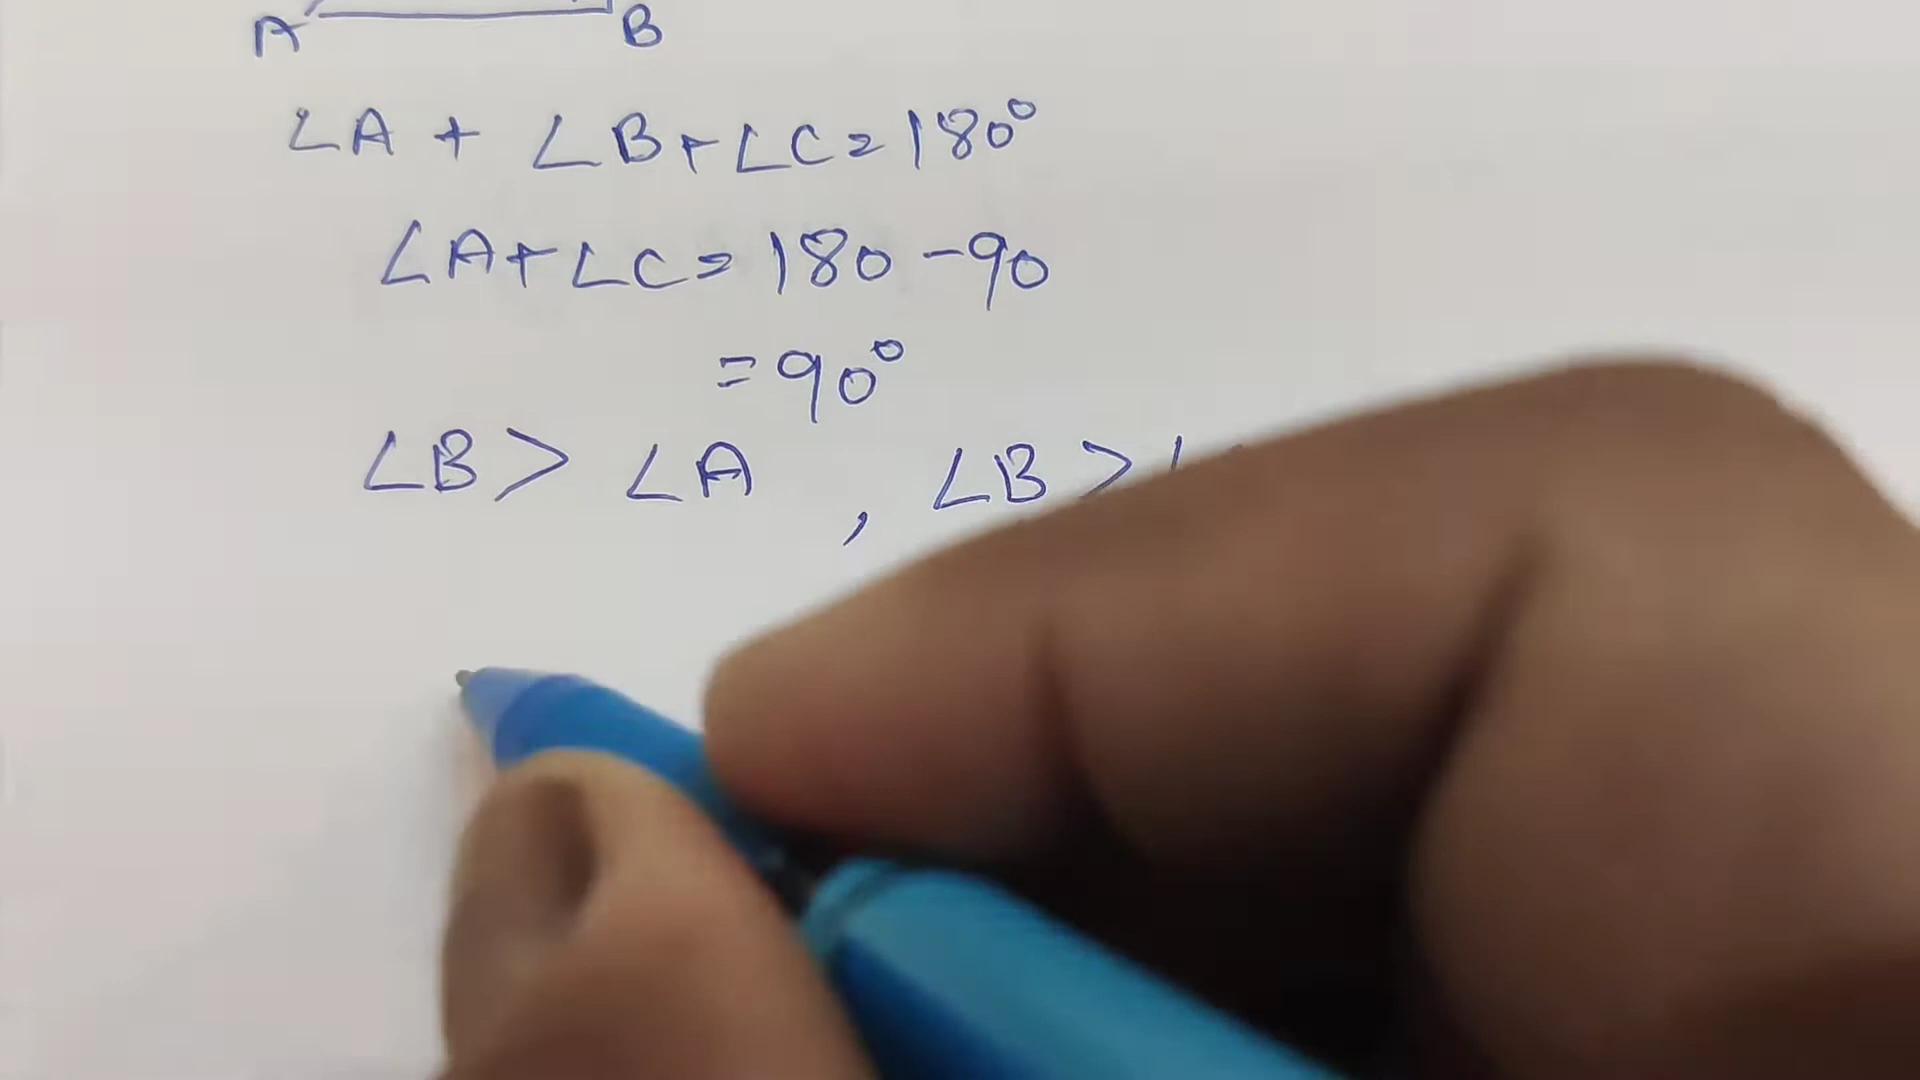 A B
∠A + ∠B + ∠C = 180°
∠A + ∠C = 180 - 90
= 90°
∠B > ∠A , ∠B >